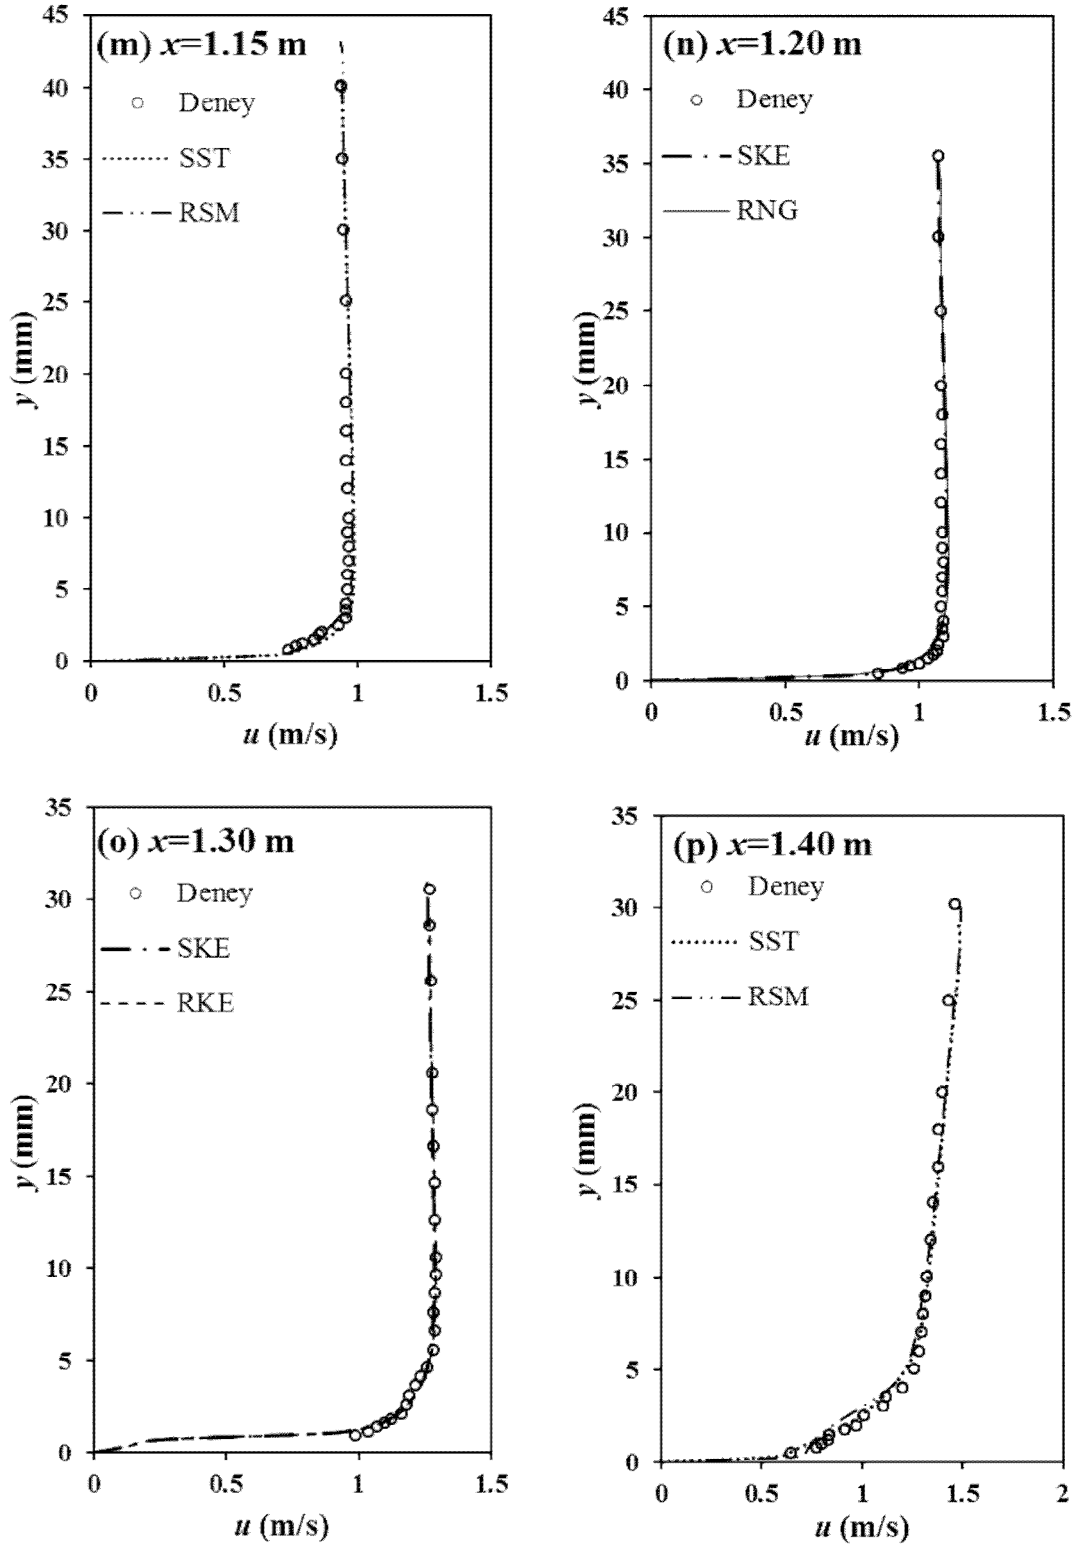 (m) x=1.15 m
Deney
SST
RSM
y (mm)
45
40
35
30
25
20
15
10
5
0
0 0.5 1 1.5
u (m/s)
(n) x=1.20 m
Deney
SKE
RNG
y (mm)
45
40
35
30
25
20
15
10
5
0
0 0.5 1 1.5
u (m/s)
(o) x=1.30 m
Deney
SKE
RKE
y (mm)
35
30
25
20
15
10
5
0
0 0.5 1 1.5
u (m/s)
(p) x=1.40 m
Deney
SST
RSM
y (mm)
35
30
25
20
15
10
5
0
0 0.5 1 1.5 2
u (m/s)